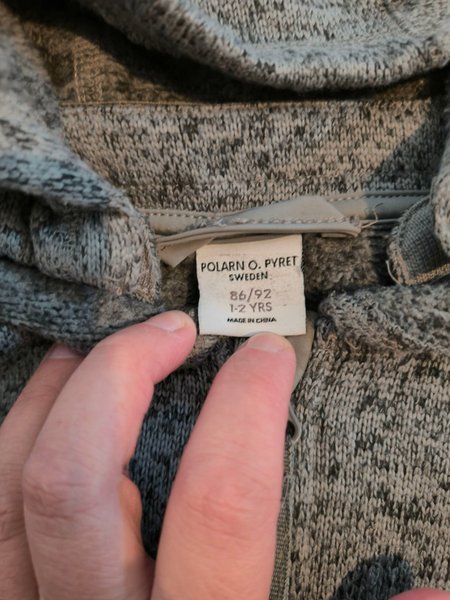 POLARN O. PYRET
SWEDEN
86/92
1-2 YRS
MADE IN CHINA